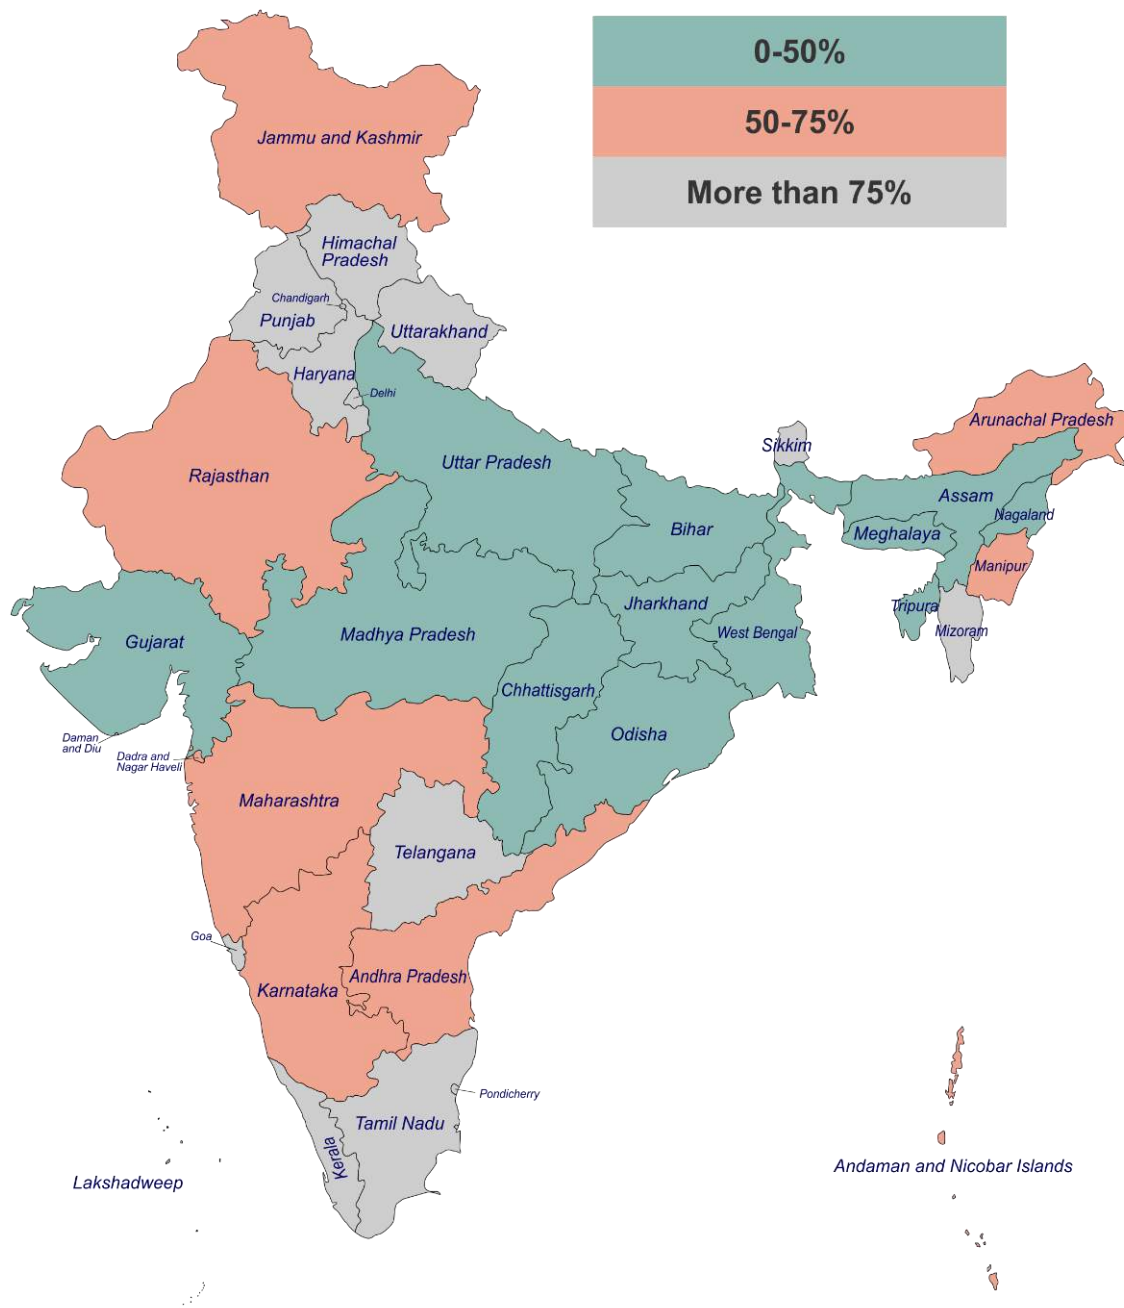 0-50%
50-75%
More than 75%
Jammu and Kashmir
Himachal
Pradesh
Chandigarh
Punjab
Uttarakhand
Haryana
Delhi
Arunachal Pradesh
Sikkim
Uttar Pradesh
Rajasthan
Assam
Nagaland
Bihar
Meghalaya
Manipur
Jharkhand
Tripura
Mizoram
West Bengal
Madhya Pradesh
Gujarat
Chhattisgarh
Odisha
Daman
and Diu
Dadra and
Nagar Haveli
Maharashtra
Telangana
Goa
Andhra Pradesh
Karnataka
Pondicherry
Tamil Nadu
Kerala
Andaman and Nicobar Islands
Lakshadweep